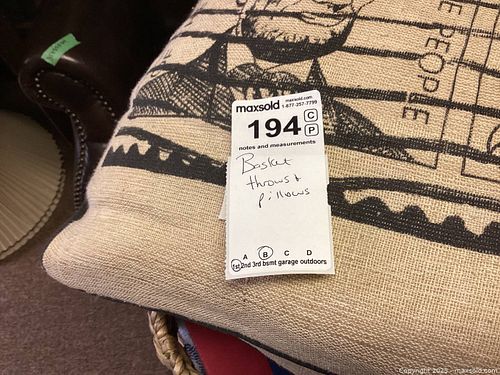 E PEOPLE
maxsold maxsold.com
1-877-257-7799
194 C
P
notes and measurements
Basket
throws +
pillows
A B C D
1st 2nd 3rd bsmt garage outdoors
Copyright 2023 - maxsold.com